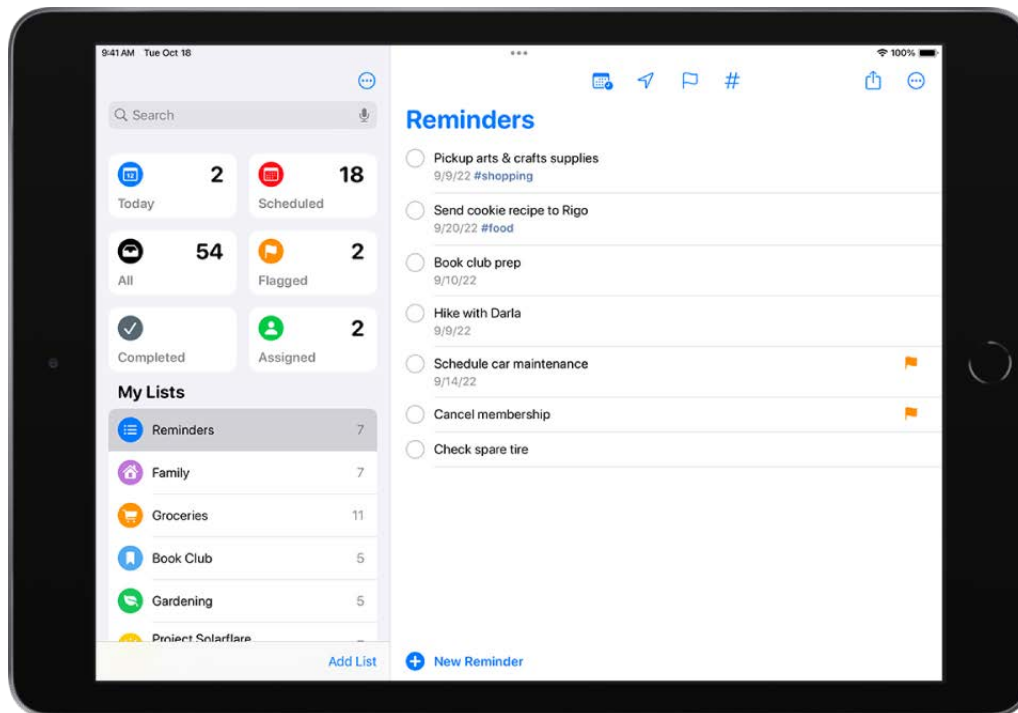 9:41 AM Tue Oct 18
100%
Search
12
2
Today
18
Scheduled
54
All
2
Flagged
Completed
2
Assigned
My Lists
Reminders 7
Family 7
Groceries 11
Book Club 5
Gardening 5
Project Solarflare
Add List
#
Reminders
Pickup arts & crafts supplies
9/9/22 #shopping
Send cookie recipe to Rigo
9/20/22 #food
Book club prep
9/10/22
Hike with Darla
9/9/22
Schedule car maintenance
9/14/22
Cancel membership
Check spare tire
New Reminder